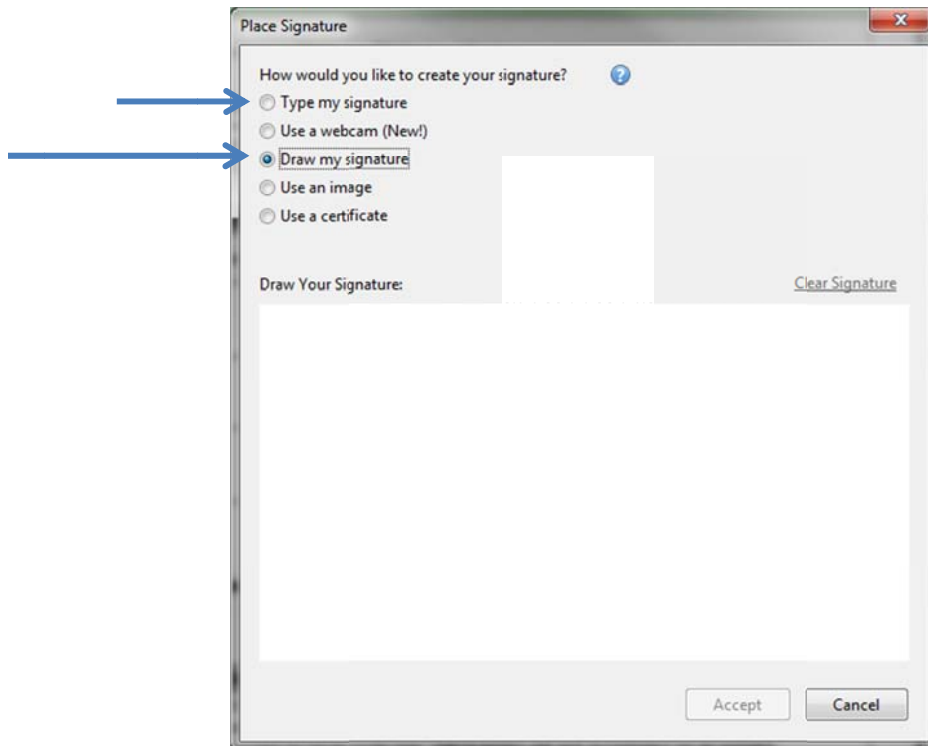 Place Signature
How would you like to create your signature?
Type my signature
Use a webcam (New!)
Draw my signature
Use an image
Use a certificate
Draw Your Signature: Clear Signature
Accept Cancel